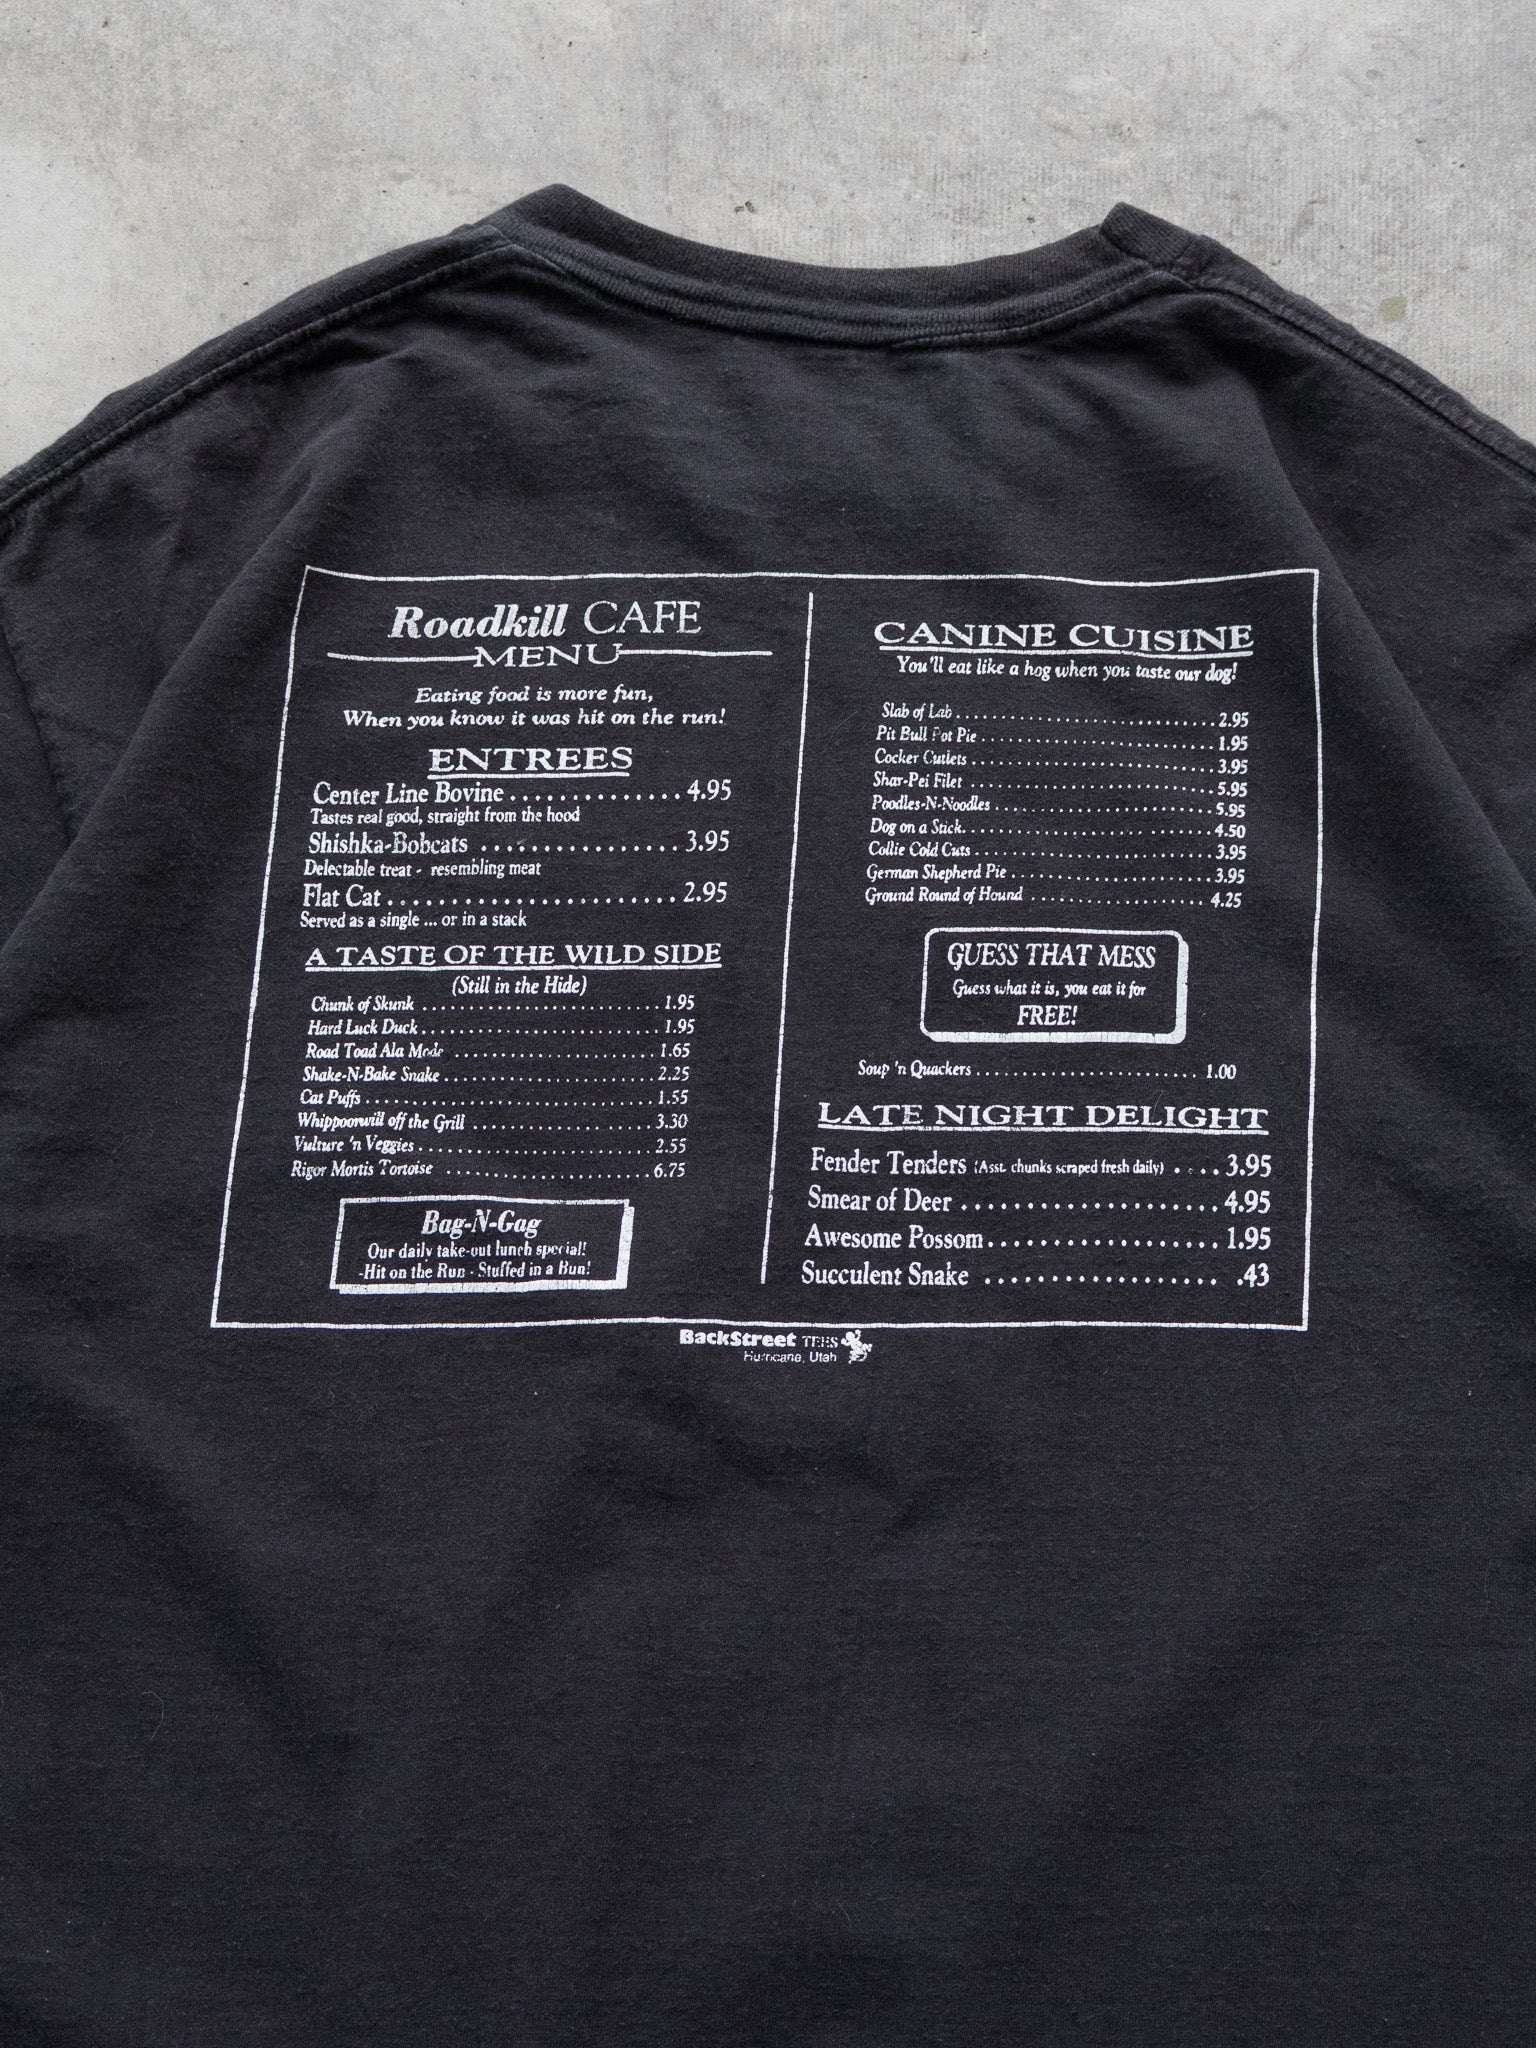 Roadkill CAFE
MENU
Eating food is more fun,
When you know it was hit on the run!
ENTREES
Center Line Bovine . . . . . . . . . . . . . . . 4.95
Tastes real good, straight from the hood
Shishka-Bobcats . . . . . . . . . . . . . . . . . 3.95
Delectable treat - resembling meat
Flat Cat . . . . . . . . . . . . . . . . . . . . . . . . . 2.95
Served as a single ... or in a stack
A TASTE OF THE WILD SIDE
(Still in the Hide)
Chunk of Skunk . . . . . . . . . . . . . . . . . . . . . . . . . . 1.95
Hard Luck Duck . . . . . . . . . . . . . . . . . . . . . . . . . . 1.95
Road Toad Ala Mode . . . . . . . . . . . . . . . . . . . . . . 1.65
Shake-N-Bake Snake . . . . . . . . . . . . . . . . . . . . . . . 2.25
Cat Puffs . . . . . . . . . . . . . . . . . . . . . . . . . . . . . . . 1.55
Whippoorwill off the Grill . . . . . . . . . . . . . . . . . . . . 3.30
Vulture 'n Veggies . . . . . . . . . . . . . . . . . . . . . . . . . 2.55
Rigor Mortis Tortoise . . . . . . . . . . . . . . . . . . . . . . 6.75
Bag-N-Gag
Our daily take-out lunch special!
-Hit on the Run - Stuffed in a Bun!
CANINE CUISINE
You'll eat like a hog when you taste our dog!
Slab of Lab . . . . . . . . . . . . . . . . . . . . . . . . . . . . 2.95
Pit Bull Pot Pie . . . . . . . . . . . . . . . . . . . . . . . . . 1.95
Cocker Cutlets . . . . . . . . . . . . . . . . . . . . . . . . . . 3.95
Shar-Pei Filet . . . . . . . . . . . . . . . . . . . . . . . . . . . 5.95
Poodles-N-Noodles . . . . . . . . . . . . . . . . . . . . . . . 5.95
Dog on a Stick. . . . . . . . . . . . . . . . . . . . . . . . . . . 4.50
Collie Cold Cuts . . . . . . . . . . . . . . . . . . . . . . . . . 3.95
German Shepherd Pie . . . . . . . . . . . . . . . . . . . . . 3.95
Ground Round of Hound . . . . . . . . . . . . . . . . . . . 4.25
GUESS THAT MESS
Guess what it is, you eat it for
FREE!
Soup 'n Quackers . . . . . . . . . . . . . . . . . . . . . . . . 1.00
LATE NIGHT DELIGHT
Fender Tenders (Asst. chunks scraped fresh daily) . . . . 3.95
Smear of Deer . . . . . . . . . . . . . . . . . . . . 4.95
Awesome Possom . . . . . . . . . . . . . . . . . . 1.95
Succulent Snake . . . . . . . . . . . . . . . . . . .43
BackStreet TEES
Hurricane, Utah